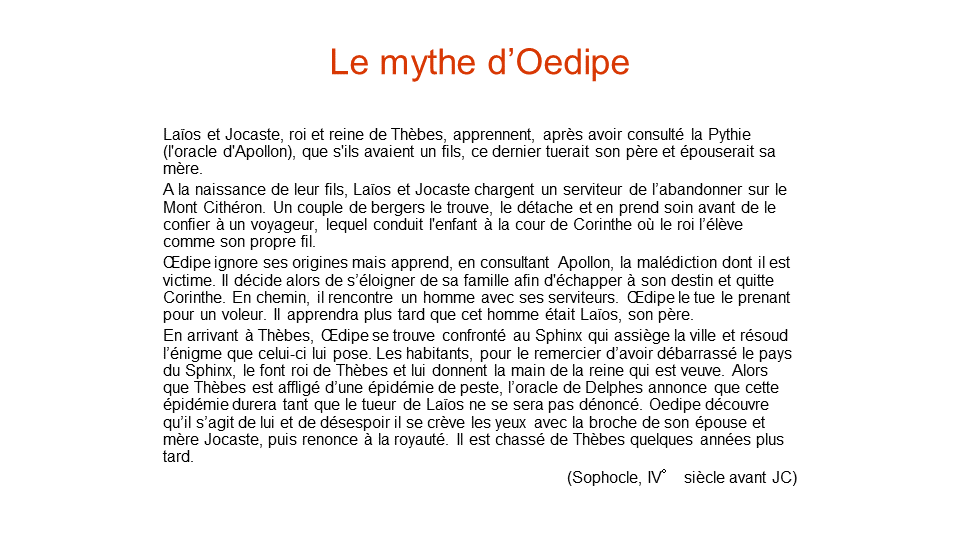 Le mythe d’Oedipe
Laïos et Jocaste, roi et reine de Thèbes, apprennent, après avoir consulté la Pythie
(l'oracle d'Apollon), que s'ils avaient un fils, ce dernier tuerait son père et épouserait sa
mère.
A la naissance de leur fils, Laïos et Jocaste chargent un serviteur de l’abandonner sur le
Mont Cithéron. Un couple de bergers le trouve, le détache et en prend soin avant de le
confier à un voyageur, lequel conduit l'enfant à la cour de Corinthe où le roi l’élève
comme son propre fil.
Œdipe ignore ses origines mais apprend, en consultant Apollon, la malédiction dont il est
victime. Il décide alors de s’éloigner de sa famille afin d'échapper à son destin et quitte
Corinthe. En chemin, il rencontre un homme avec ses serviteurs. Œdipe le tue le prenant
pour un voleur. Il apprendra plus tard que cet homme était Laïos, son père.
En arrivant à Thèbes, Œdipe se trouve confronté au Sphinx qui assiège la ville et résoud
l’énigme que celui-ci lui pose. Les habitants, pour le remercier d’avoir débarrassé le pays
du Sphinx, le font roi de Thèbes et lui donnent la main de la reine qui est veuve. Alors
que Thèbes est affligé d’une épidémie de peste, l’oracle de Delphes annonce que cette
épidémie durera tant que le tueur de Laïos ne se sera pas dénoncé. Oedipe découvre
qu’il s’agit de lui et de désespoir il se crève les yeux avec la broche de son épouse et
mère Jocaste, puis renonce à la royauté. Il est chassé de Thèbes quelques années plus
tard.
(Sophocle, IV° siècle avant JC)